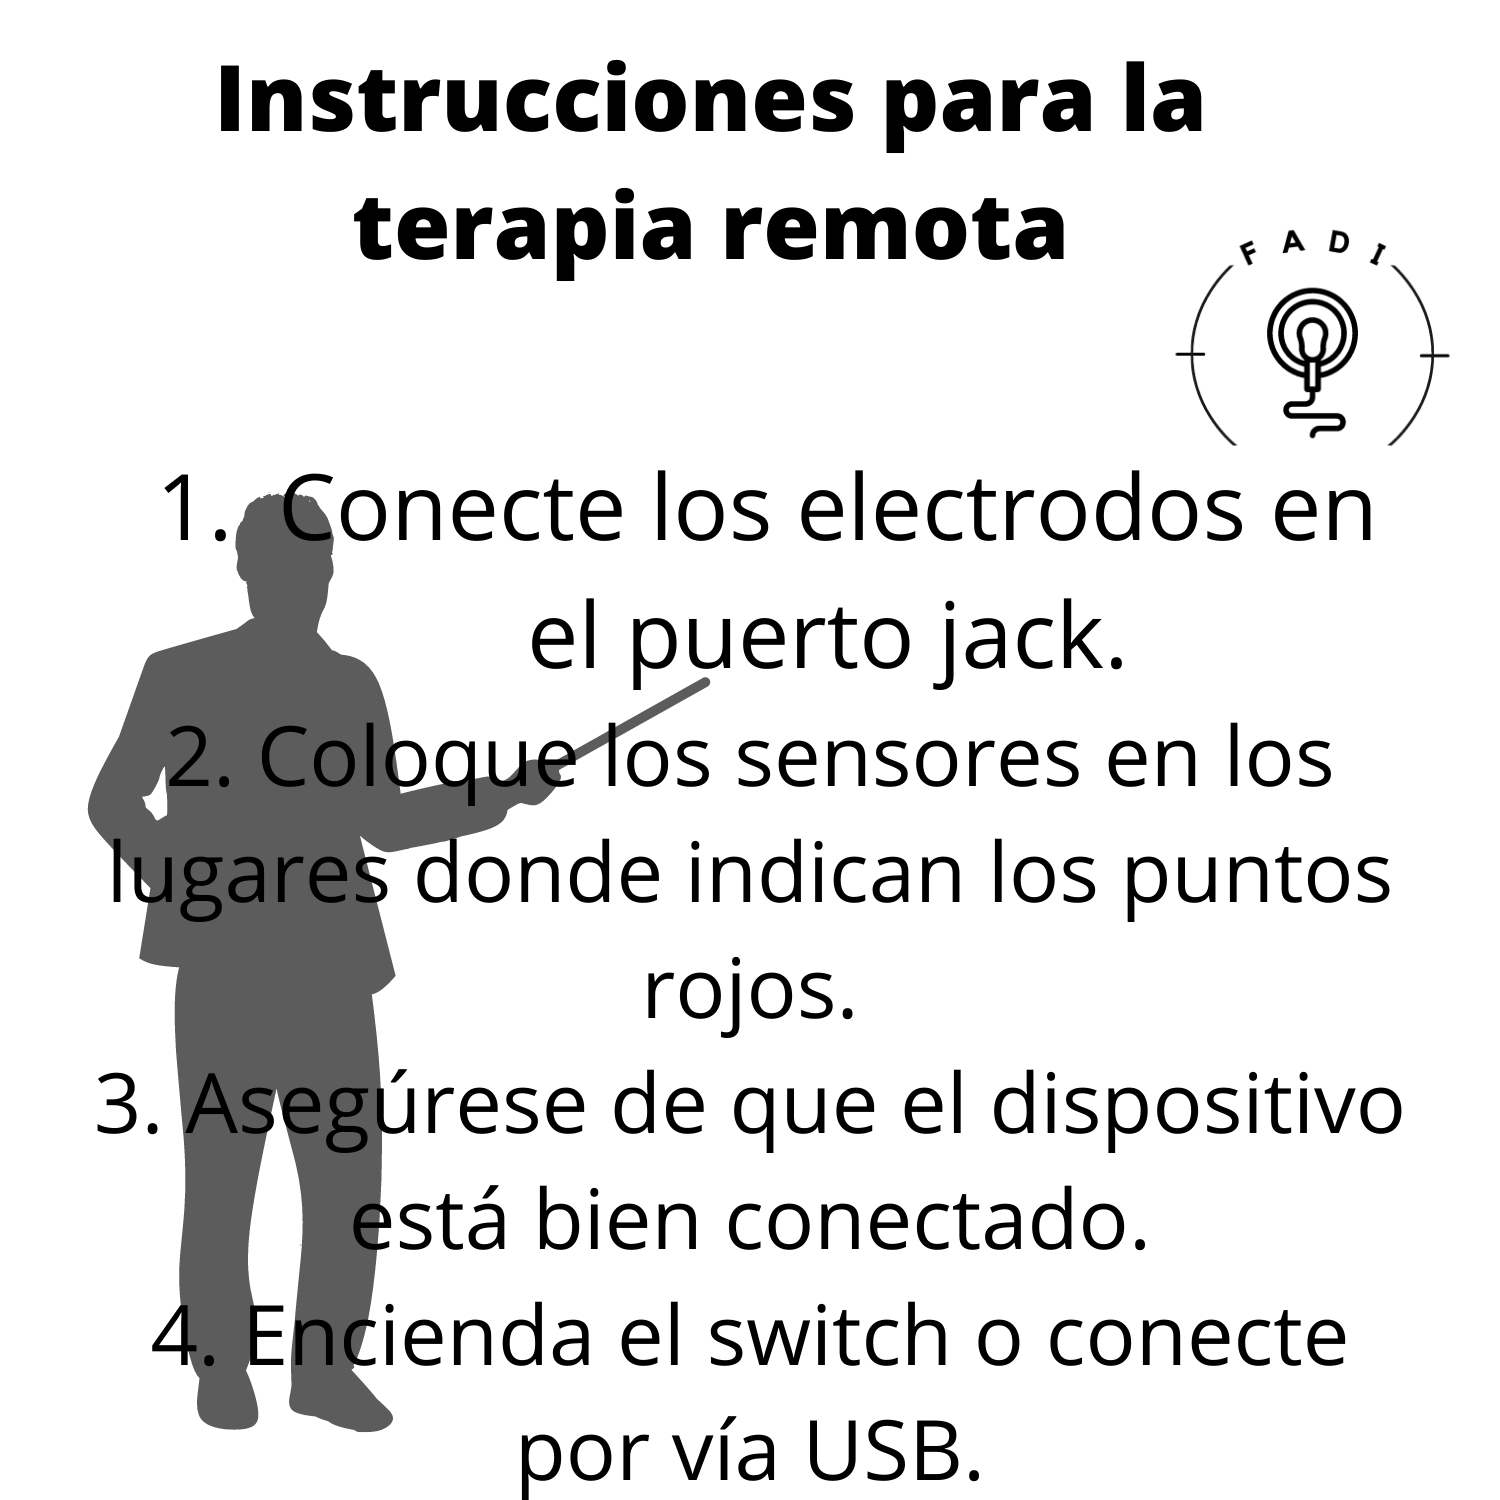 Instrucciones para la
terapia remota
FADI
1. Conecte los electrodos en
el puerto jack.
2. Coloque los sensores en los
lugares donde indican los puntos
rojos.
3. Asegúrese de que el dispositivo
está bien conectado.
4. Encienda el switch o conecte
por vía USB.